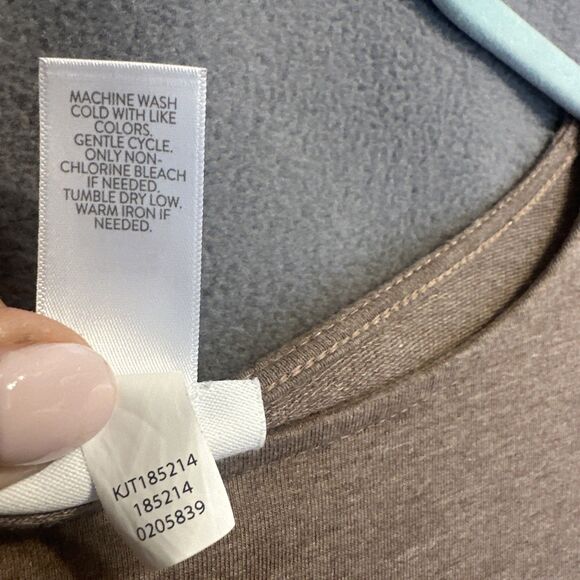 MACHINE WASH
COLD WITH LIKE
COLORS.
GENTLE CYCLE.
ONLY NON-
CHLORINE BLEACH
IF NEEDED.
TUMBLE DRY LOW.
WARM IRON IF
NEEDED.
KJT185214
185214
0205839